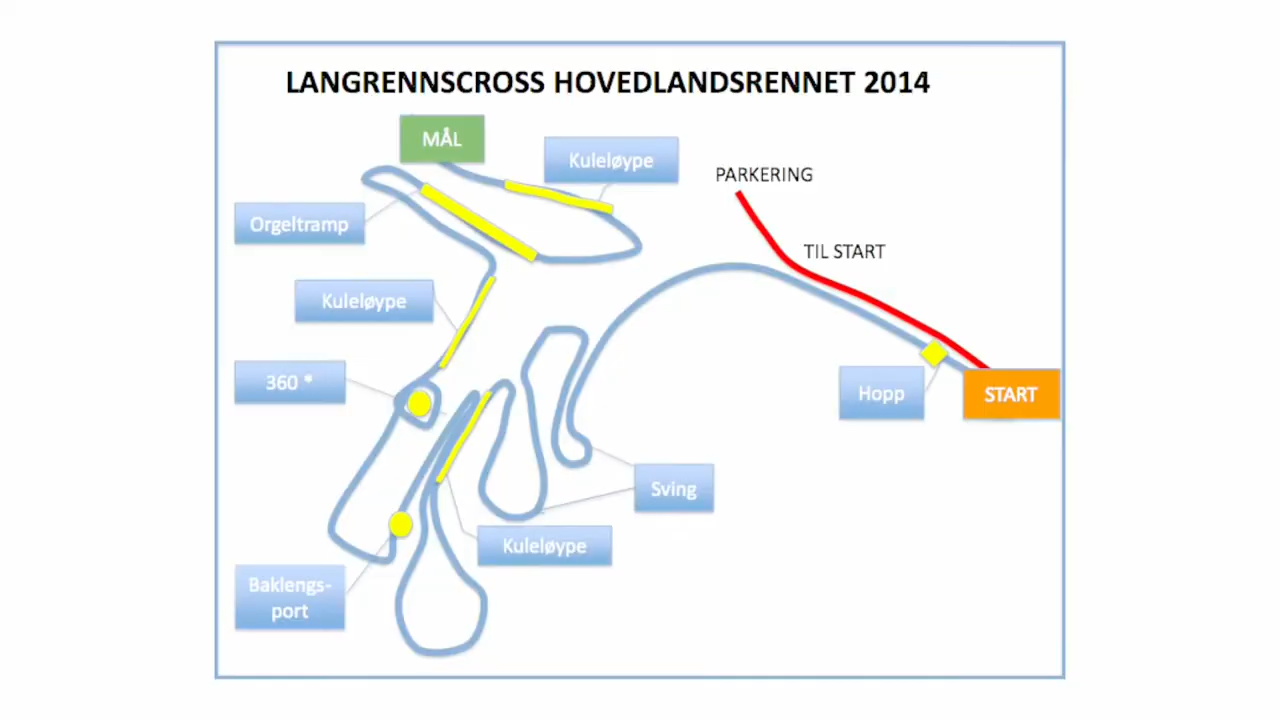 LANGRENNSCROSS HOVEDLANDSRENNET 2014
MÅL
Kuleløype
PARKERING
Orgeltramp
TIL START
Kuleløype
360 *
Hopp
START
Sving
Kuleløype
Baklengs-
port